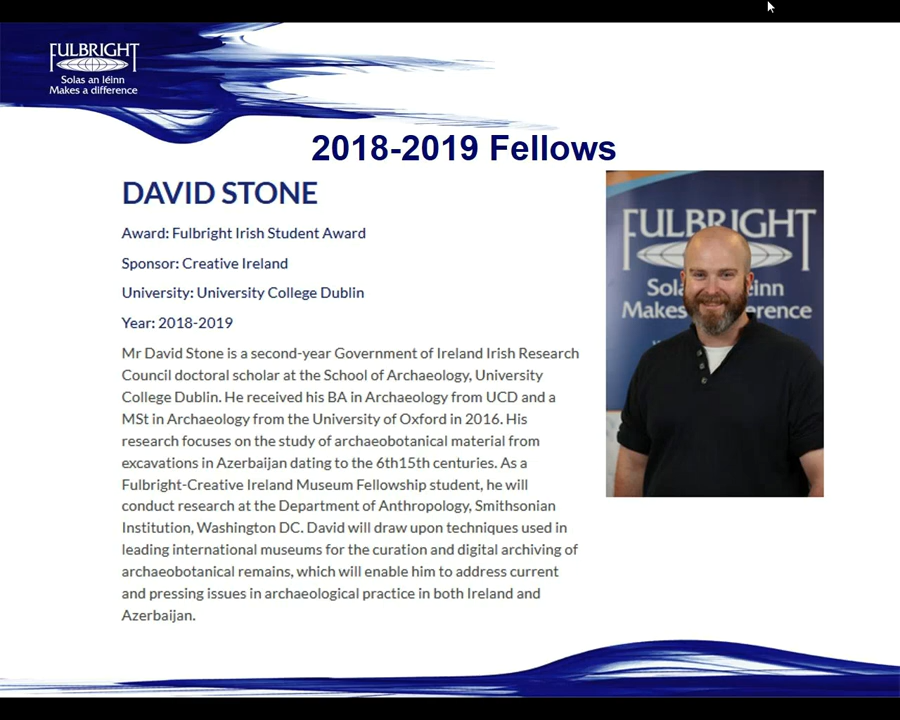 FULBRIGHT
Solas an léinn
Makes a difference
2018-2019 Fellows
DAVID STONE
Award: Fulbright Irish Student Award
Sponsor: Creative Ireland
University: University College Dublin
Year: 2018-2019
Mr David Stone is a second-year Government of Ireland Irish Research
Council doctoral scholar at the School of Archaeology, University
College Dublin. He received his BA in Archaeology from UCD and a
MSt in Archaeology from the University of Oxford in 2016. His
research focuses on the study of archaeobotanical material from
excavations in Azerbaijan dating to the 6th15th centuries. As a
Fulbright-Creative Ireland Museum Fellowship student, he will
conduct research at the Department of Anthropology, Smithsonian
Institution, Washington DC. David will draw upon techniques used in
leading international museums for the curation and digital archiving of
archaeobotanical remains, which will enable him to address current
and pressing issues in archaeological practice in both Ireland and
Azerbaijan.
FULBRIGHT
Sola éinn
Makes erence